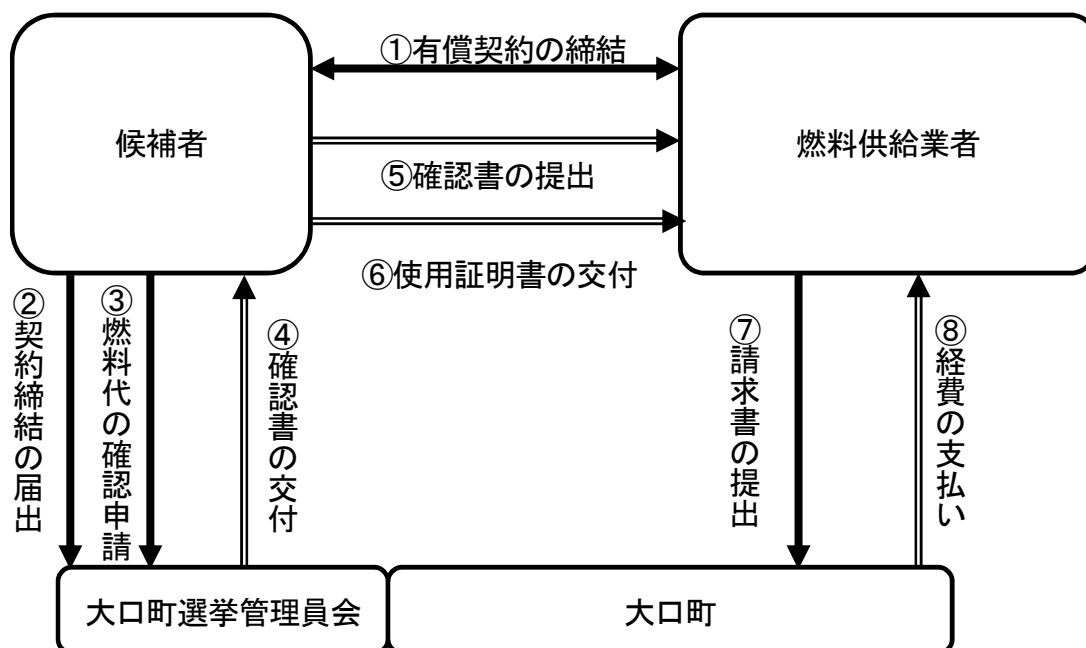 ①有償契約の締結
候補者
燃料供給業者
⑤確認書の提出
⑥使用証明書の交付
②契約締結の届出
③燃料代の確認申請
④確認書の交付
⑦請求書の提出
⑧経費の支払い
大口町選挙管理員会
大口町